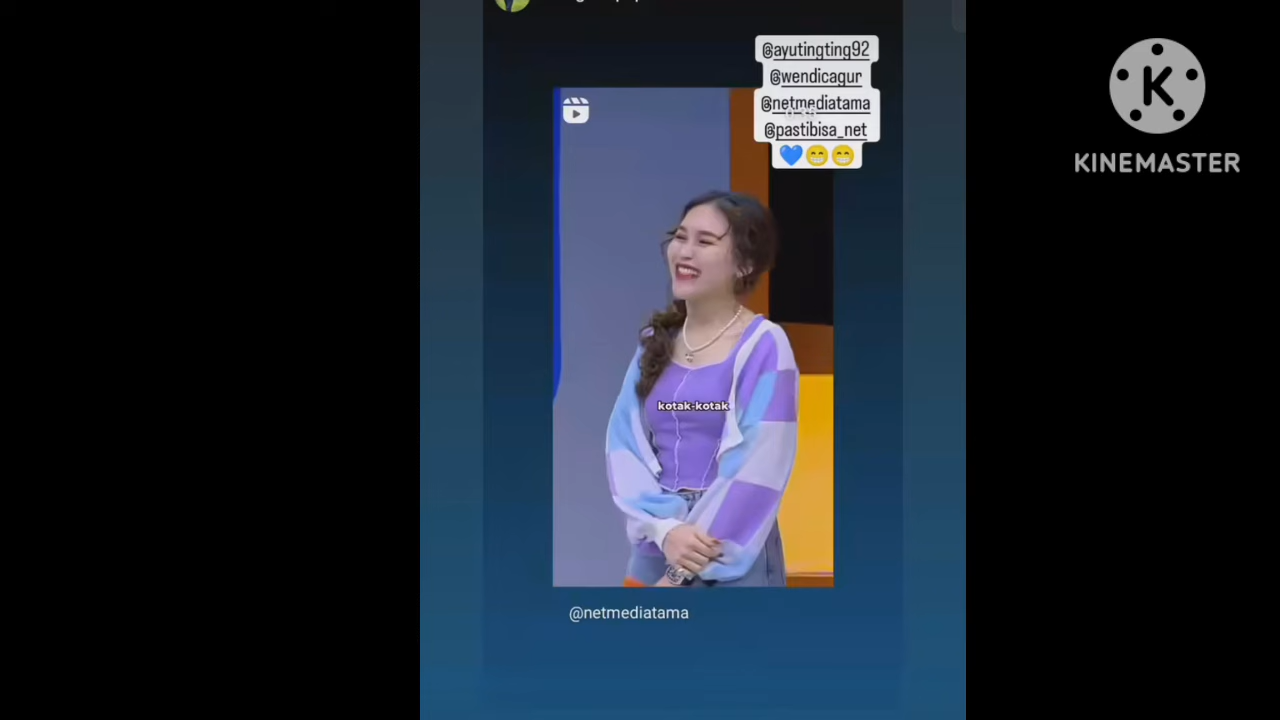 @ayutingting92
@wendicagur
@netmediatama
@pastibisa_net
💙😁😁
K
KINEMASTER
kotak-kotak
@netmediatama